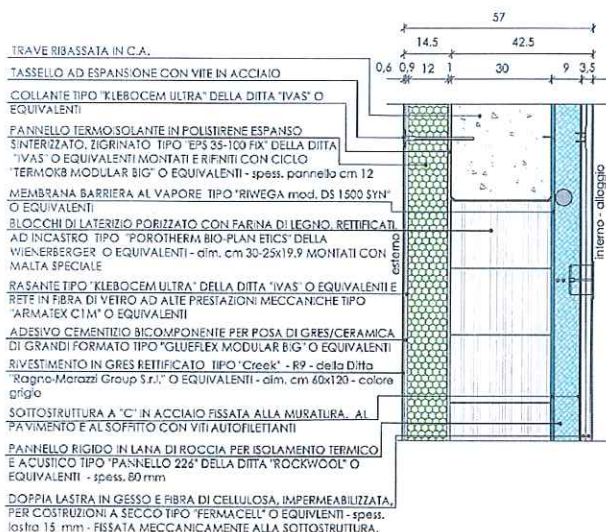 57
14.5 42.5
0,6 0,9 12 1 30 9 3,5
TRAVE RIBASSATA IN C.A.
TASSELLO AD ESPANSIONE CON VITE IN ACCIAIO
COLLANTE TIPO "KLEBOCEM ULTRA" DELLA DITTA "IVAS" O
EQUIVALENTI
PANNELLO TERMOISOLANTE IN POLISTIRENE ESPANSO
SINTERIZZATO, ZIGRINATO TIPO "EPS 35-100 FIX" DELLA DITTA
"IVAS" O EQUIVALENTI MONTATI E RIFINITI CON CICLO
"TERMOK8 MODULAR BIG" O EQUIVALENTI - spess. pannello cm 12
MEMBRANA BARRIERA AL VAPORE TIPO "RIWEGA mod. DS 1500 SYN"
O EQUIVALENTI
BLOCCHI DI LATERIZIO PORIZZATO CON FARINA DI LEGNO, RETTIFICATI,
AD INCASTRO TIPO "POROTHERM BIO-PLAN ETICS" DELLA
WIENERBERGER O EQUIVALENTI - dim. cm 30-25x19.9 MONTATI CON
MALTA SPECIALE
RASANTE TIPO "KLEBOCEM ULTRA" DELLA DITTA "IVAS" O EQUIVALENTI E
RETE IN FIBRA DI VETRO AD ALTE PRESTAZIONI MECCANICHE TIPO
"ARMATEX C1M" O EQUIVALENTI
ADESIVO CEMENTIZIO BICOMPONENTE PER POSA DI GRES/CERAMICA
DI GRANDI FORMATO TIPO "GLUEFLEX MODULAR BIG" O EQUIVALENTI
RIVESTIMENTO IN GRES RETTIFICATO TIPO "Creek" - R9 - della Ditta
"Ragno-Marazzi Group S.r.l." O EQUIVALENTI - dim. cm 60x120 - colore
grigio
SOTTOSTRUTTURA A "C" IN ACCIAIO FISSATA ALLA MURATURA, AL
PAVIMENTO E AL SOFFITTO CON VITI AUTOFILETTANTI
PANNELLO RIGIDO IN LANA DI ROCCIA PER ISOLAMENTO TERMICO
E ACUSTICO TIPO "PANNELLO 226" DELLA DITTA "ROCKWOOL" O
EQUIVALENTI - spess. 80 mm
DOPPIA LASTRA IN GESSO E FIBRA DI CELLULOSA, IMPERMEABILIZZATA,
PER COSTRUZIONI A SECCO TIPO "FERMACELL" O EQUIVLENTI - spess.
lastra 15 mm - FISSATA MECCANICAMENTE ALLA SOTTOSTRUTTURA.
esterno
interno - alloggio